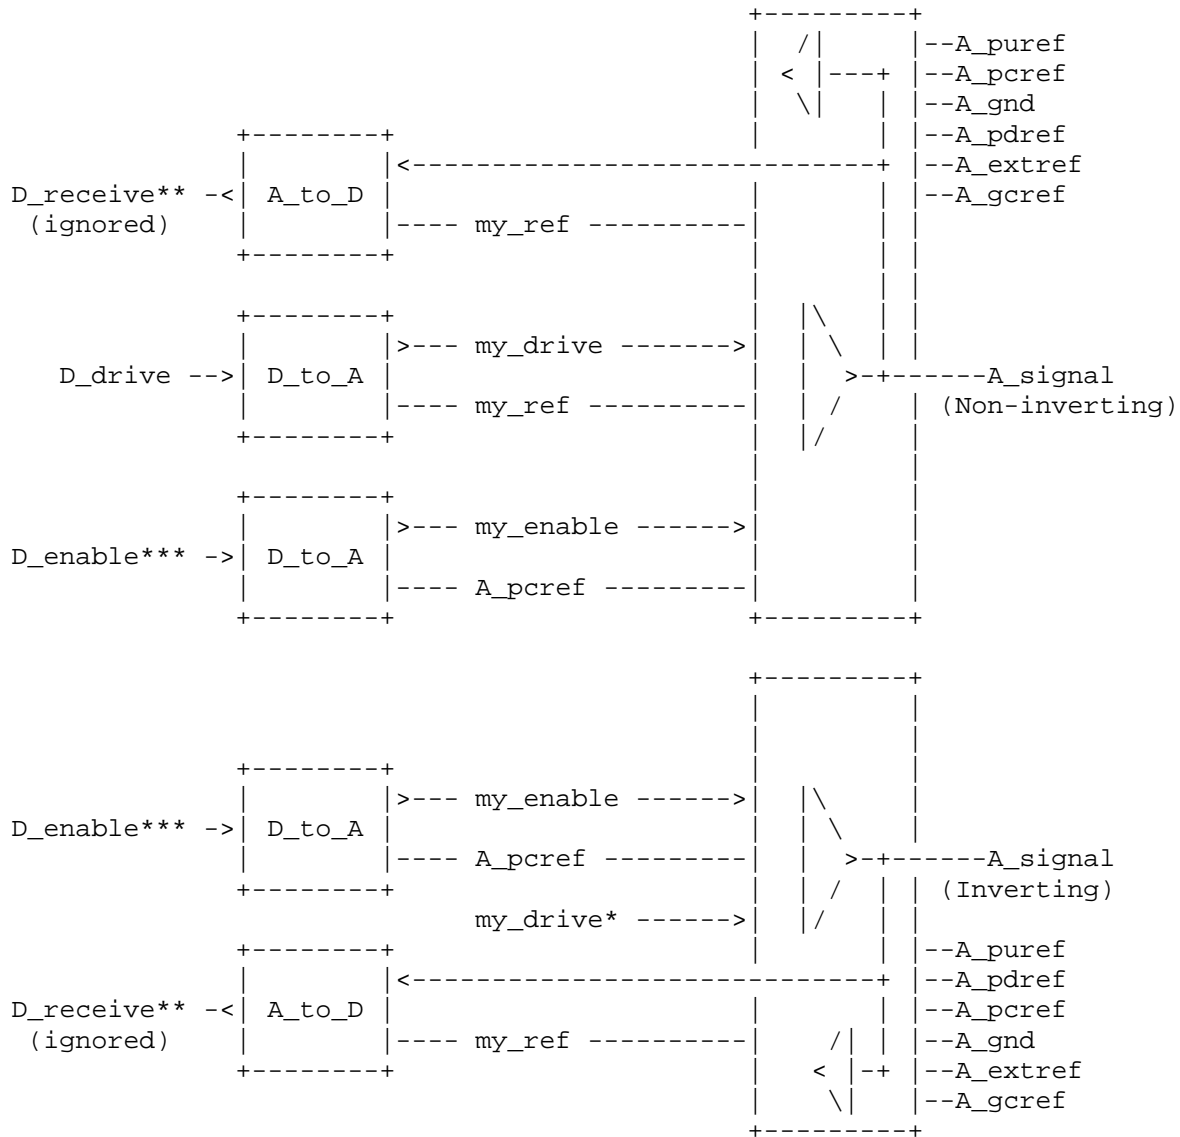 A_puref
A_pcref
A_gnd
A_pdref
A_extref
D_receive** A_to_D A_gcref
(ignored) my_ref
my_drive
D_drive D_to_A A_signal
my_ref (Non-inverting)
my_enable
D_enable*** D_to_A
A_pcref
my_enable
D_enable*** D_to_A
A_pcref A_signal
(Inverting)
my_drive*
A_puref
A_pdref
D_receive** A_to_D A_pcref
(ignored) my_ref A_gnd
A_extref
A_gcref